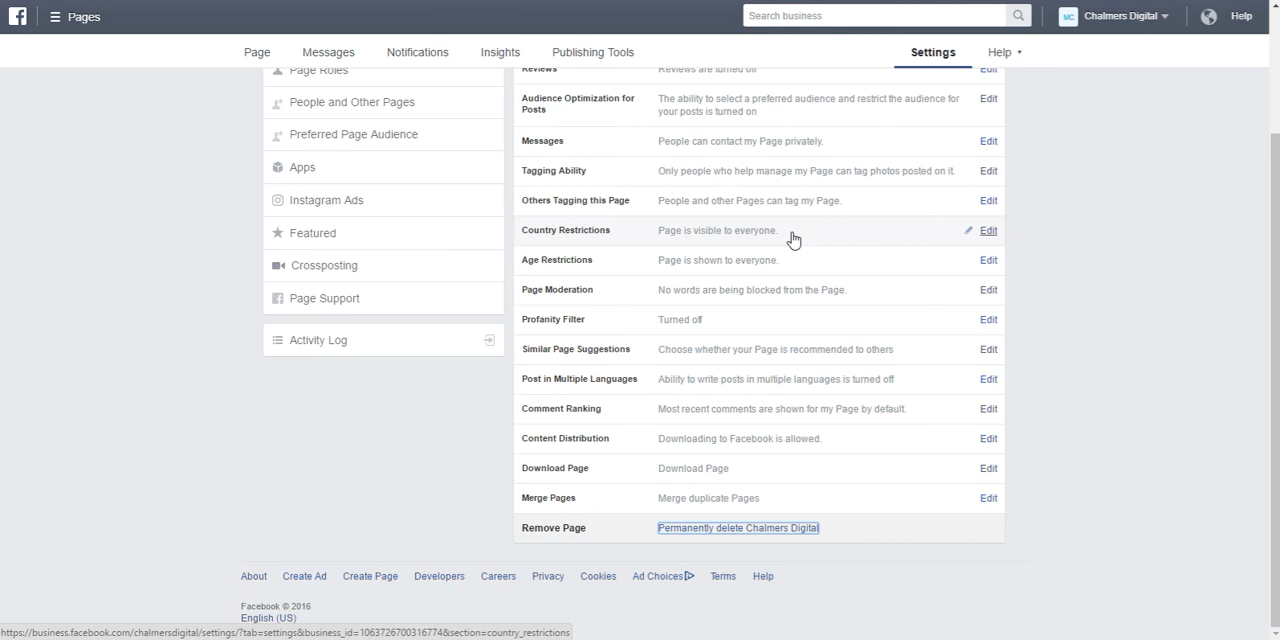 f
Pages
Search business
MC
Chalmers Digital
Help
Page
Messages
Notifications
Insights
Publishing Tools
Settings
Help
Page Roles
People and Other Pages
Preferred Page Audience
Apps
Instagram Ads
Featured
Crossposting
Page Support
Activity Log
Reviews
Reviews are turned off
Edit
Audience Optimization for
Posts
The ability to select a preferred audience and restrict the audience for
your posts is turned on
Edit
Messages
People can contact my Page privately.
Edit
Tagging Ability
Only people who help manage my Page can tag photos posted on it.
Edit
Others Tagging this Page
People and other Pages can tag my Page.
Edit
Country Restrictions
Page is visible to everyone.
Edit
Age Restrictions
Page is shown to everyone.
Edit
Page Moderation
No words are being blocked from the Page.
Edit
Profanity Filter
Turned off
Edit
Similar Page Suggestions
Choose whether your Page is recommended to others
Edit
Post in Multiple Languages
Ability to write posts in multiple languages is turned off
Edit
Comment Ranking
Most recent comments are shown for my Page by default.
Edit
Content Distribution
Downloading to Facebook is allowed.
Edit
Download Page
Download Page
Edit
Merge Pages
Merge duplicate Pages
Edit
Remove Page
Permanently delete Chalmers Digital
About
Create Ad
Create Page
Developers
Careers
Privacy
Cookies
Ad Choices
Terms
Help
Facebook © 2016
English (US)
https://business.facebook.com/chalmersdigital/settings/?tab=settings&business_id=1063726700316774&section=country_restrictions